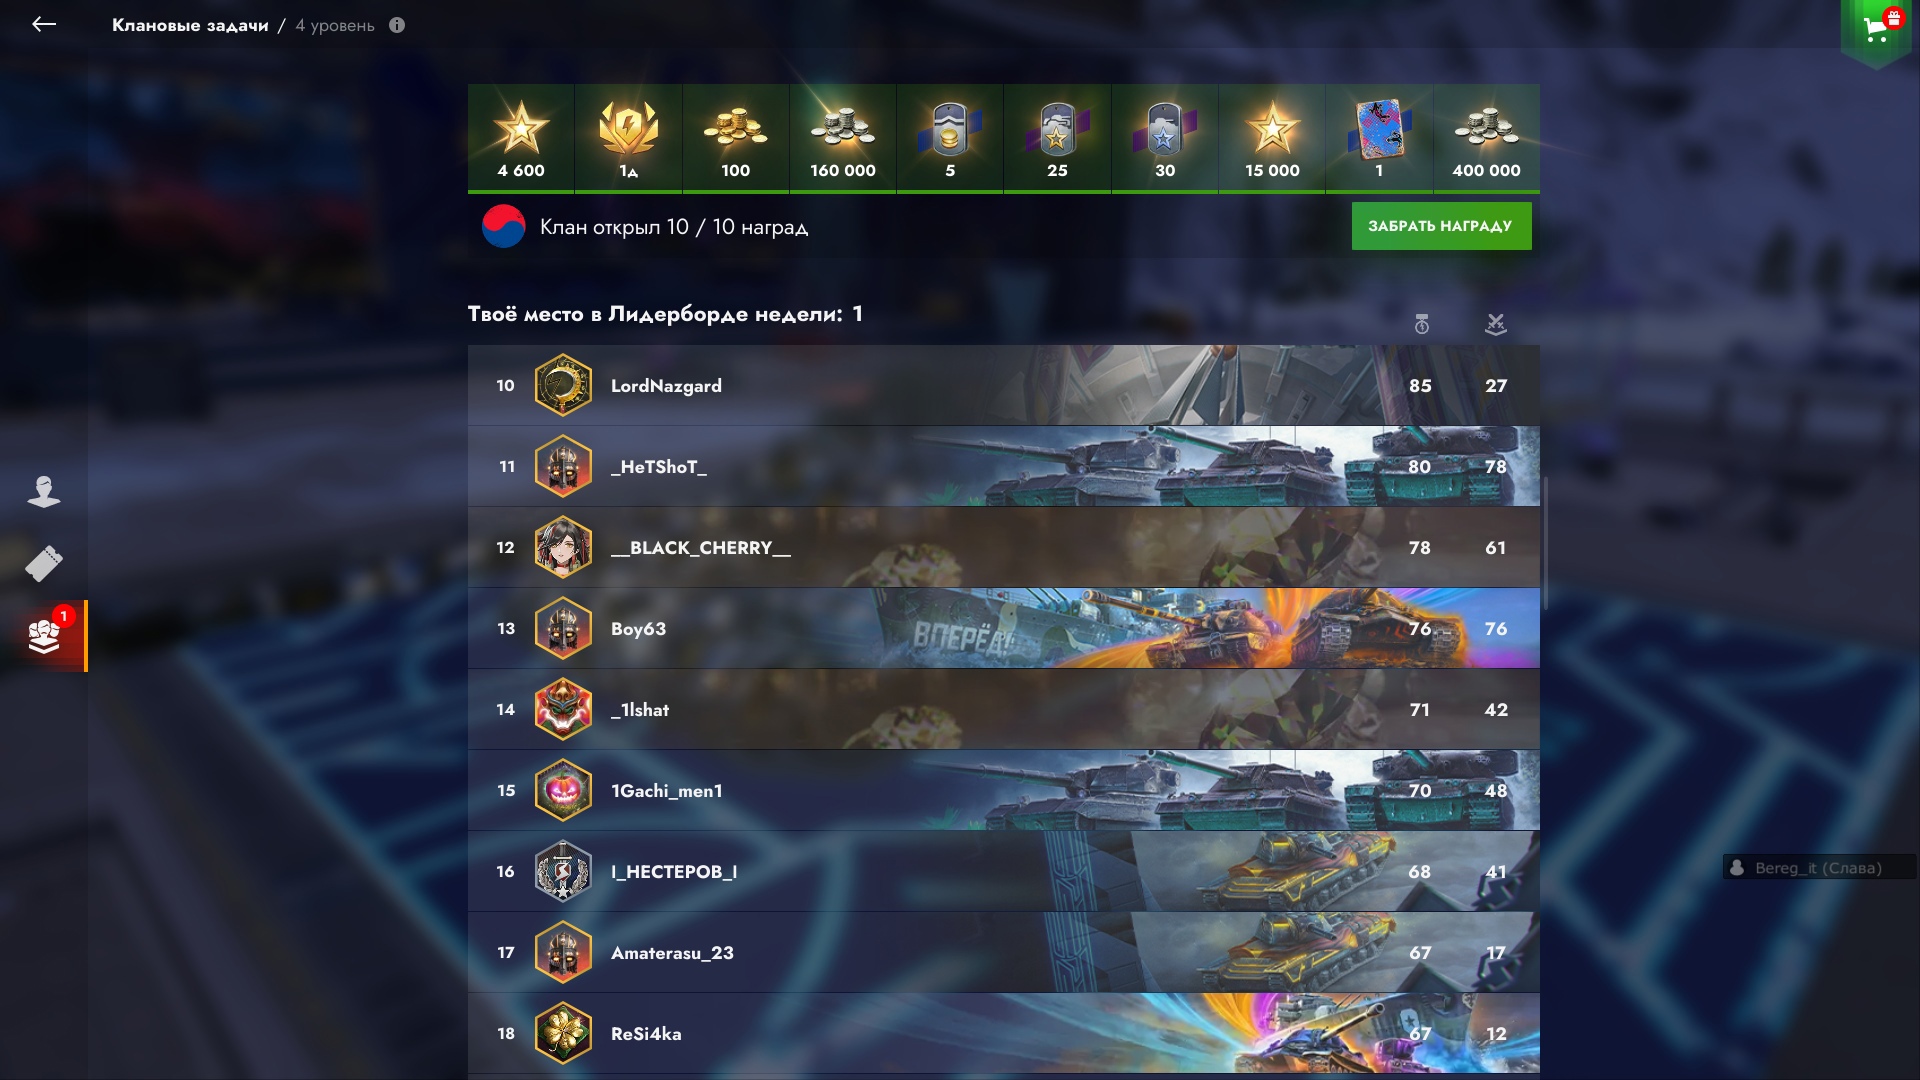 Клановые задачи / 4 уровень
4 600 1д 100 160 000 5 25 30 15 000 1 400 000
Клан открыл 10 / 10 наград
ЗАБРАТЬ НАГРАДУ
Твоё место в Лидерборде недели: 1
10 LordNazgard 85 27
11 _HeTShoT_ 80 78
12 __BLACK_CHERRY__ 78 61
ВПЕРЁД!
13 Boy63 76 76
1
14 _1lshat 71 42
15 1Gachi_men1 70 48
16 I_HECTEPOB_I 68 41
Bereg_it (Слава)
17 Amaterasu_23 67 17
18 ReSi4ka 67 12